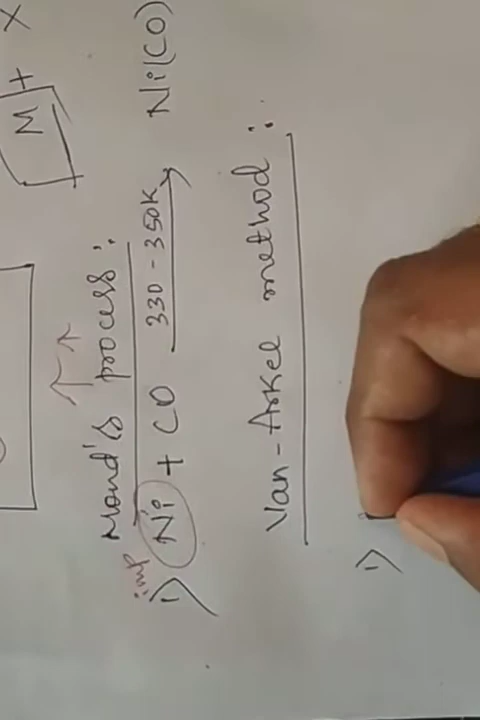 M + X
Mond's process :
imp
1) Ni + CO 330-350K Ni(CO)
Van-Arkel method :
1)